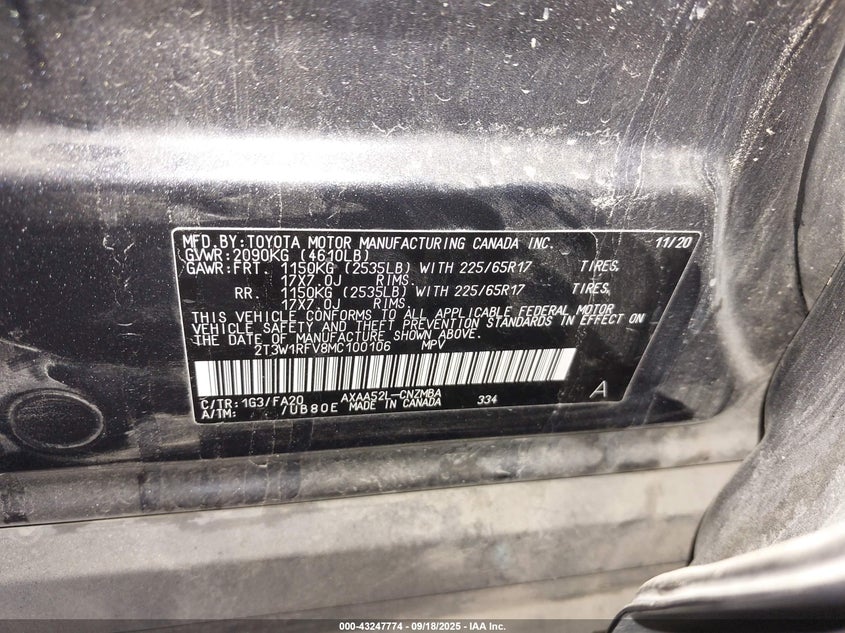 MFD.BY:TOYOTA MOTOR MANUFACTURING CANADA INC. 11/20
GVWR:2090KG (4610LB)
GAWR:FRT. 1150KG (2535LB) WITH 225/65R17 TIRES,
17X7.0J RIMS.
RR. 1150KG (2535LB) WITH 225/65R17 TIRES,
17X7.0J RIMS.
THIS VEHICLE CONFORMS TO ALL APPLICABLE FEDERAL MOTOR
VEHICLE SAFETY AND THEFT PREVENTION STANDARDS IN EFFECT ON
THE DATE OF MANUFACTURE SHOWN ABOVE.
2T3W1RFV8MC100106 MPV
C/TR:1G3/FA20 AXAA52L-CNZMBA
A/TM: /UB80E MADE IN CANADA 334 A
000-43247774 - 09/18/2025 - IAA Inc.